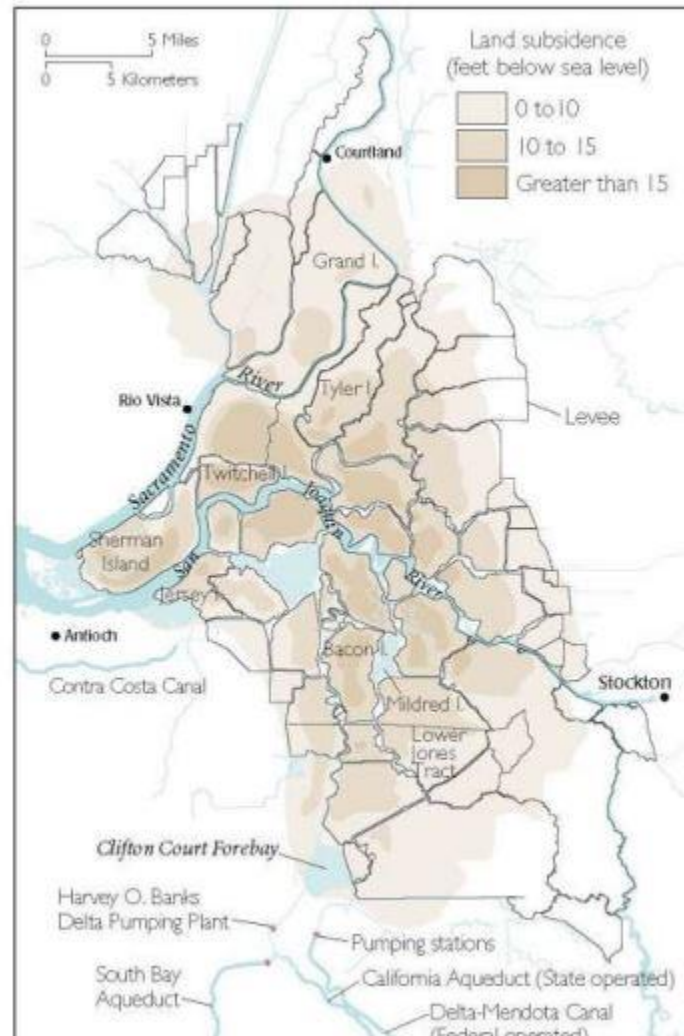 0 5 Miles
0 5 Kilometers
Land subsidence
(feet below sea level)
0 to 10
10 to 15
Greater than 15
Courtland
Grand I.
River
Tyler I.
Rio Vista
Levee
Sacramento
Twitchell I.
Joaquin
Sherman
Island
San
River
Jersey I.
Antioch
Bacon I.
Contra Costa Canal
Stockton
Mildred I.
Lower
Jones
Tract
Clifton Court Forebay
Harvey O. Banks
Delta Pumping Plant
Pumping stations
South Bay
Aqueduct
California Aqueduct (State operated)
Delta-Mendota Canal
(Federal operated)